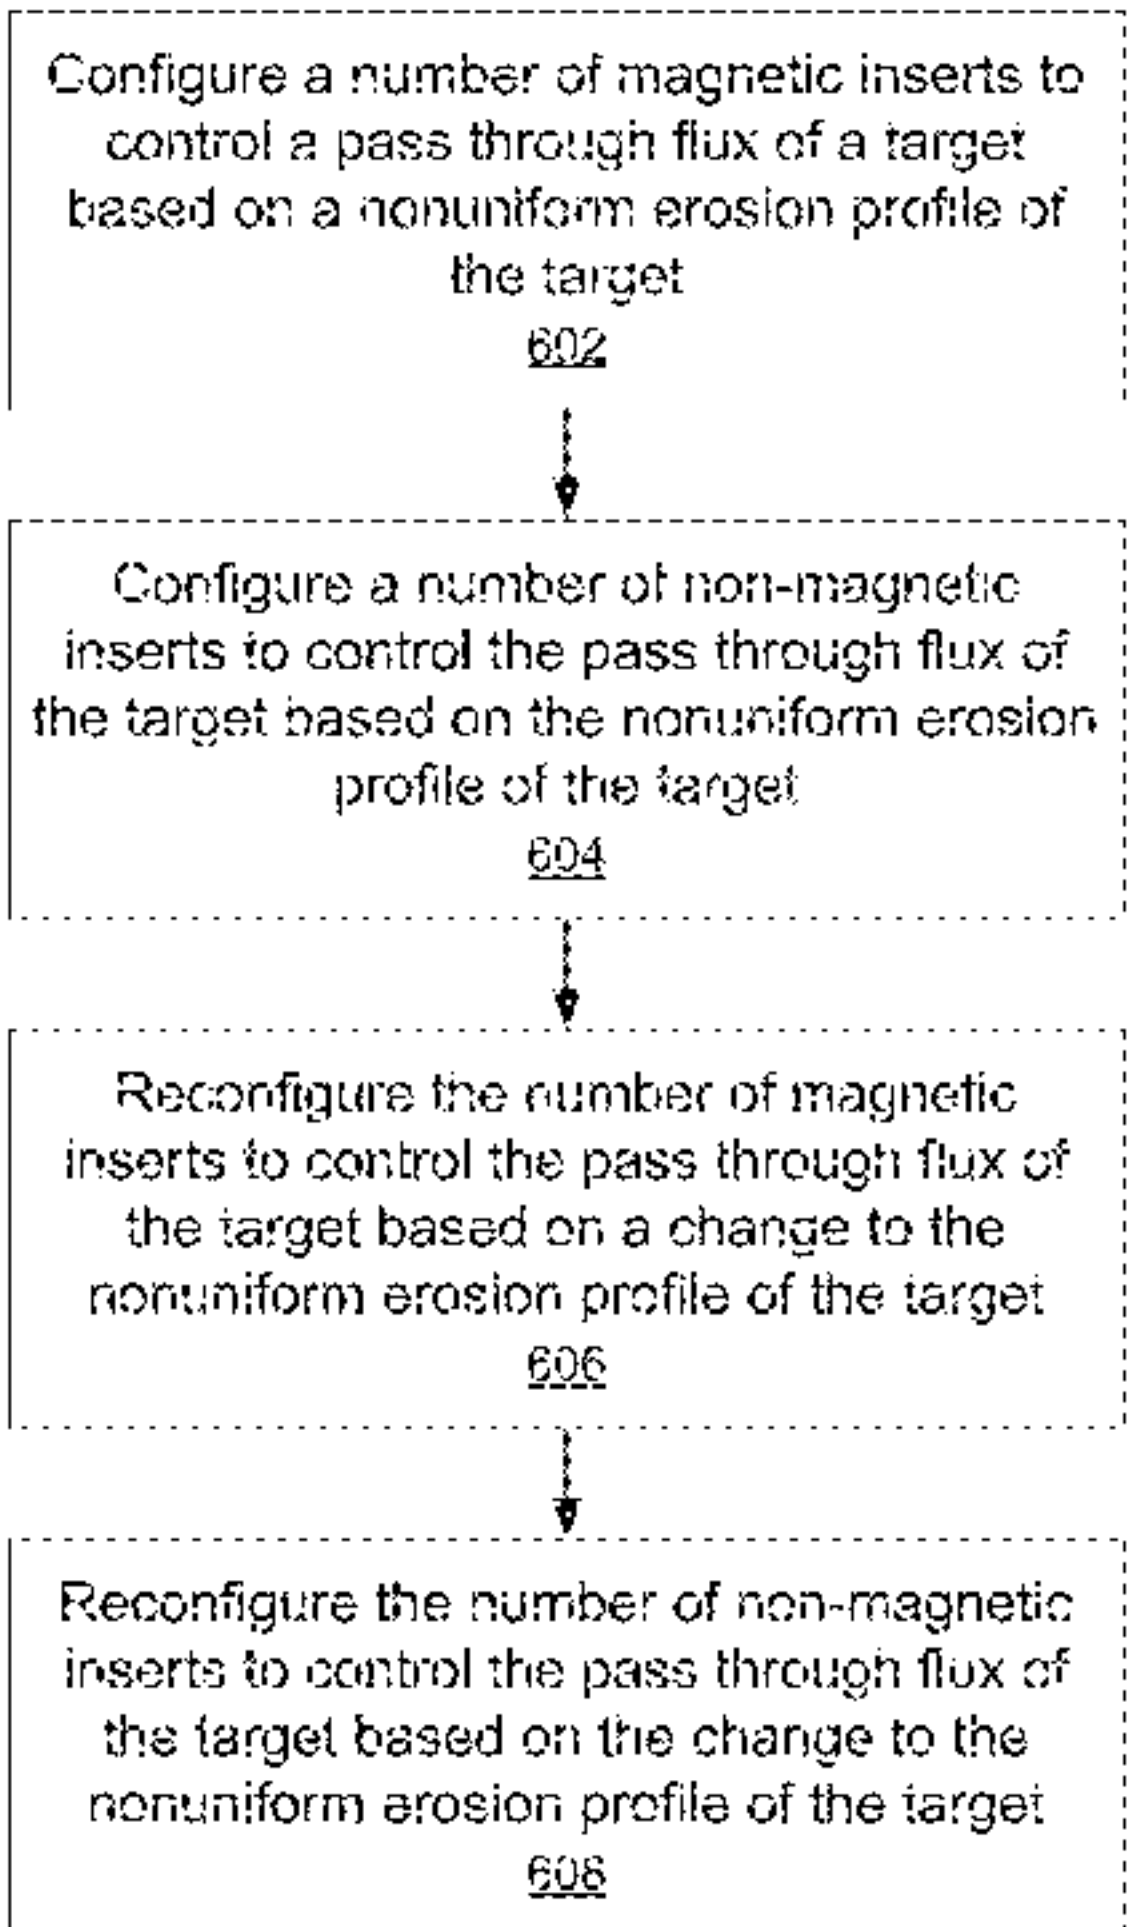 Configure a number of magnetic inserts to
control a pass through flux of a target
based on a nonuniform erosion profile of
the target
602
Configure a number of non-magnetic
inserts to control the pass through flux of
the target based on the nonuniform erosion
profile of the target
604
Reconfigure the number of magnetic
inserts to control the pass through flux of
the target based on a change to the
nonuniform erosion profile of the target
606
Reconfigure the number of non-magnetic
inserts to control the pass through flux of
the target based on the change to the
nonuniform erosion profile of the target
608